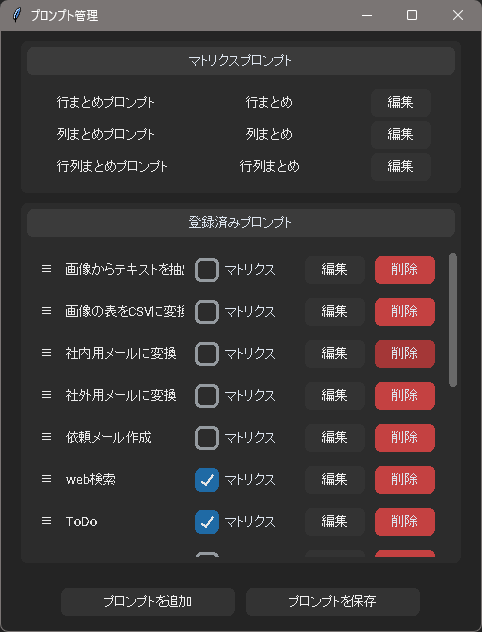 プロンプト管理
マトリクスプロンプト
行まとめプロンプト 行まとめ 編集
列まとめプロンプト 列まとめ 編集
行列まとめプロンプト 行列まとめ 編集
登録済みプロンプト
画像からテキストを抽 マトリクス 編集 削除
画像の表をCSVに変換 マトリクス 編集 削除
社内用メールに変換 マトリクス 編集 削除
社外用メールに変換 マトリクス 編集 削除
依頼メール作成 マトリクス 編集 削除
web検索 マトリクス 編集 削除
ToDo マトリクス 編集 削除
プロンプトを追加 プロンプトを保存